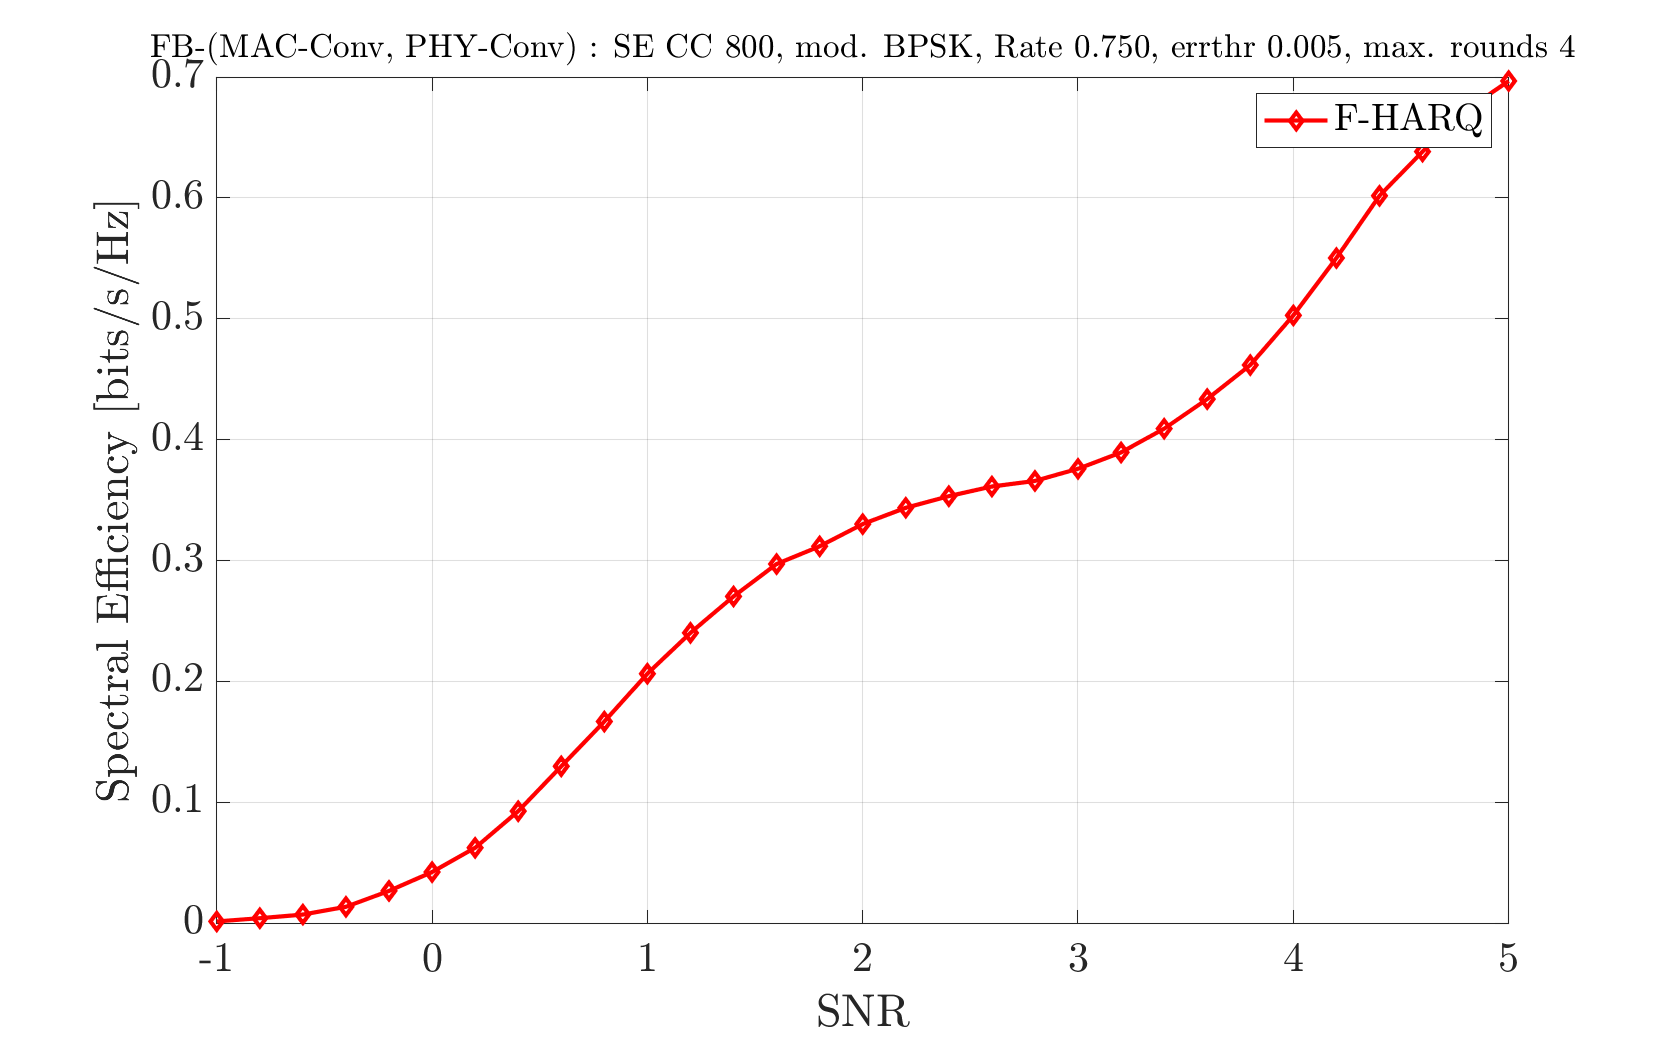 FB-(MAC-Conv, PHY-Conv) : SE CC 800, mod. BPSK, Rate 0.750, errthr 0.005, max. rounds 4
F-HARQ
Spectral Efficiency [bits/s/Hz]
0.7
0.6
0.5
0.4
0.3
0.2
0.1
0
-1 0 1 2 3 4 5
SNR